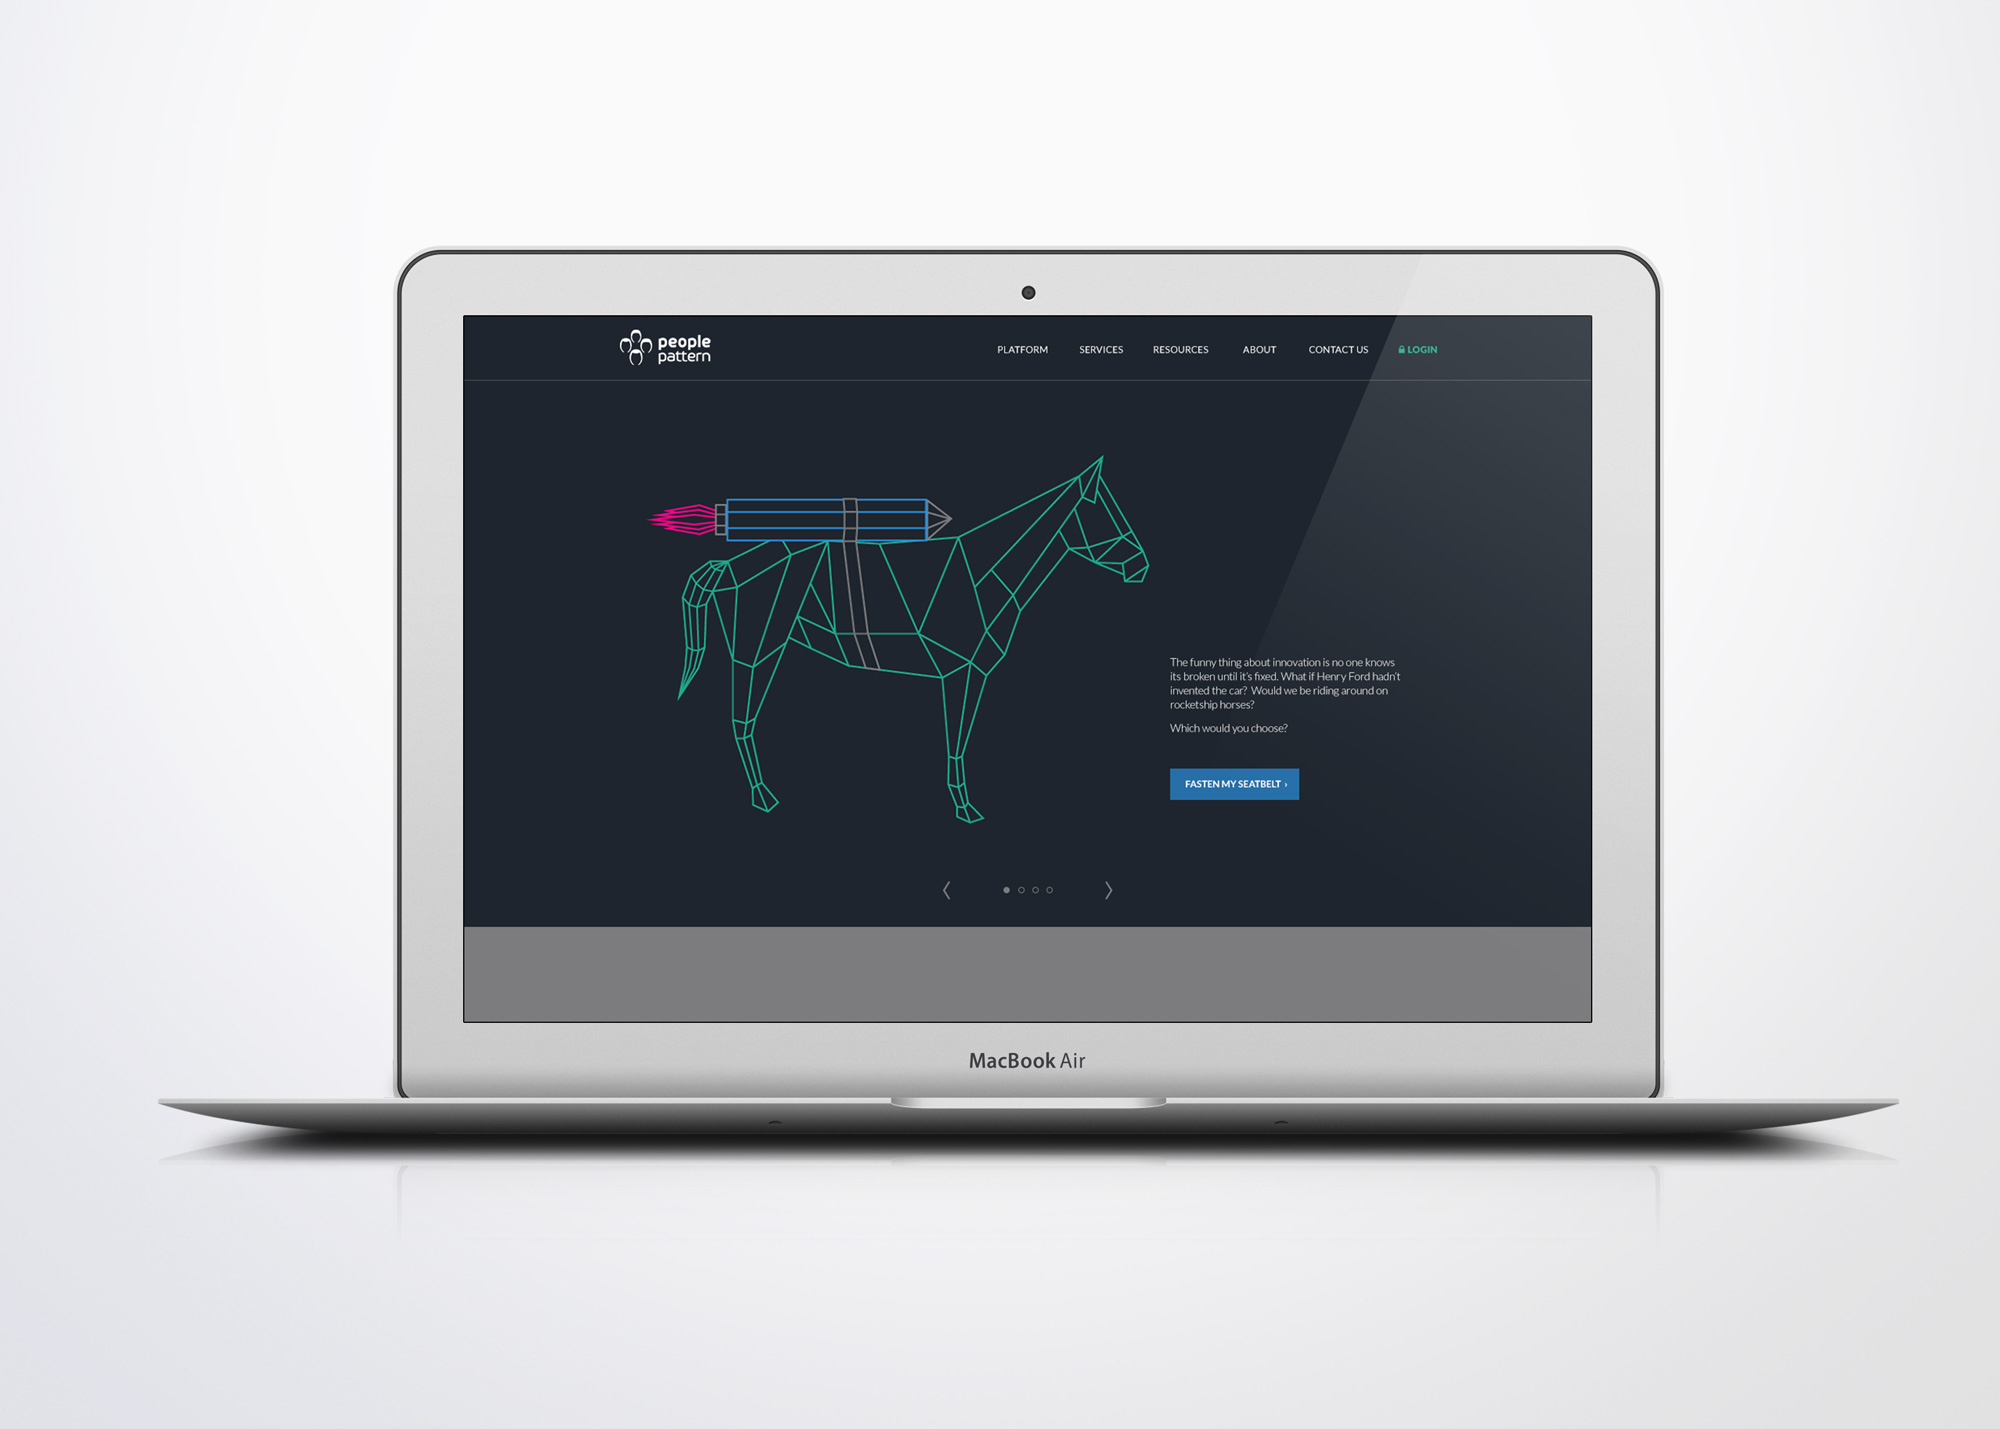 people
pattern
PLATFORM SERVICES RESOURCES ABOUT CONTACT US LOGIN
The funny thing about innovation is no one knows
its broken until it's fixed. What if Henry Ford hadn't
invented the car? Would we be riding around on
rocketship horses?
Which would you choose?
FASTEN MY SEATBELT ›
MacBook Air